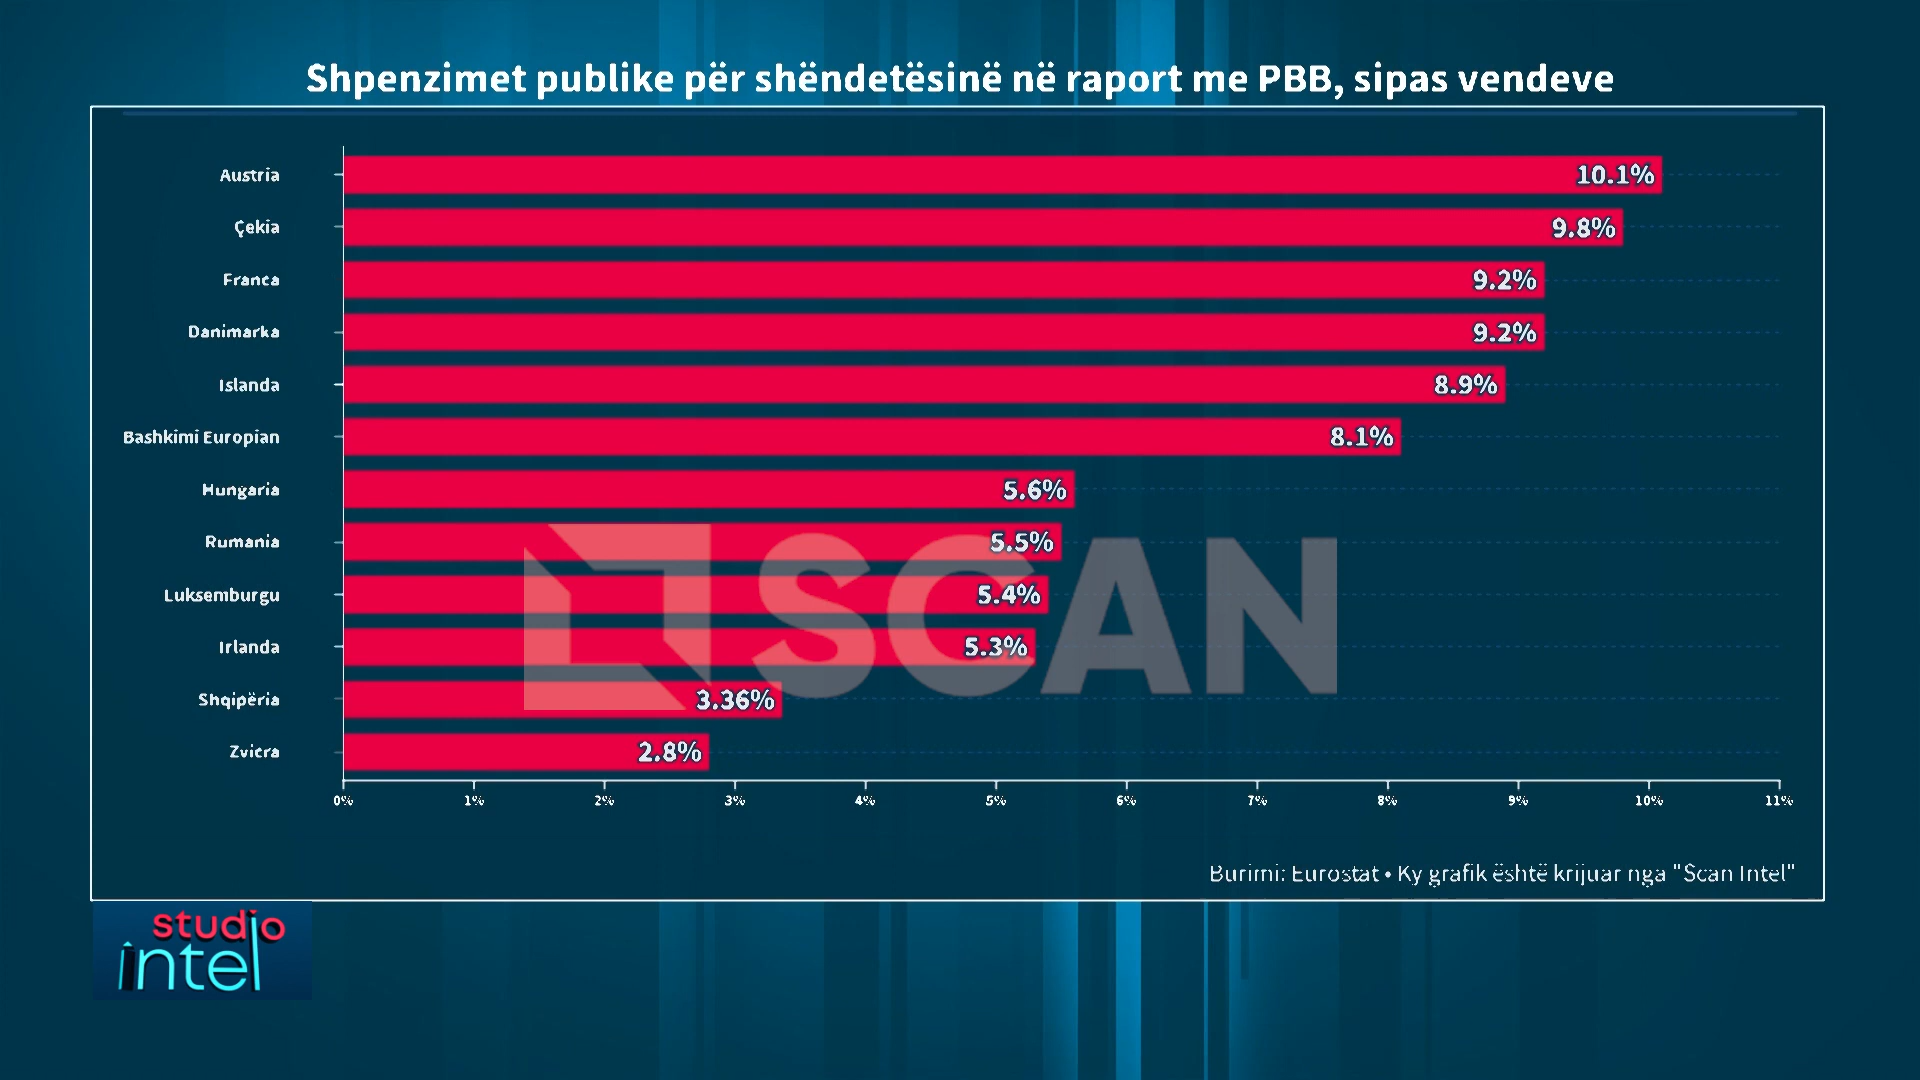 Shpenzimet publike për shëndetësinë në raport me PBB, sipas vendeve
Austria 10.1%
Çekia 9.8%
Franca 9.2%
Danimarka 9.2%
Islanda 8.9%
Bashkimi Europian 8.1%
Hungaria 5.6%
Rumania 5.5%
Luksemburgu 5.4%
Irlanda 5.3%
Shqipëria 3.36%
Zvicra 2.8%
SCAN
0% 1% 2% 3% 4% 5% 6% 7% 8% 9% 10% 11%
Burimi: Eurostat • Ky grafik është krijuar nga "Scan Intel"
studio
intel